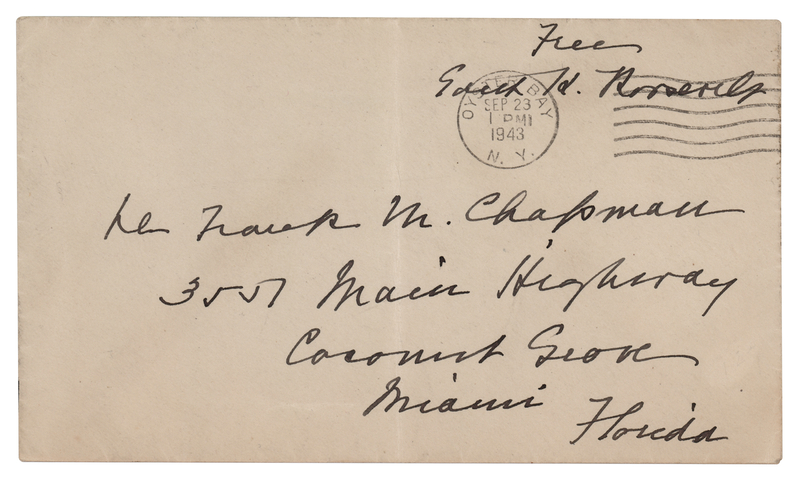 Free
Edith K. Roosevelt
OYSTER BAY
SEP 23
1 PM
1943
N. Y.
Dr Frank M. Chapman
3551 Main Highway
Coconut Grove
Miami
Florida